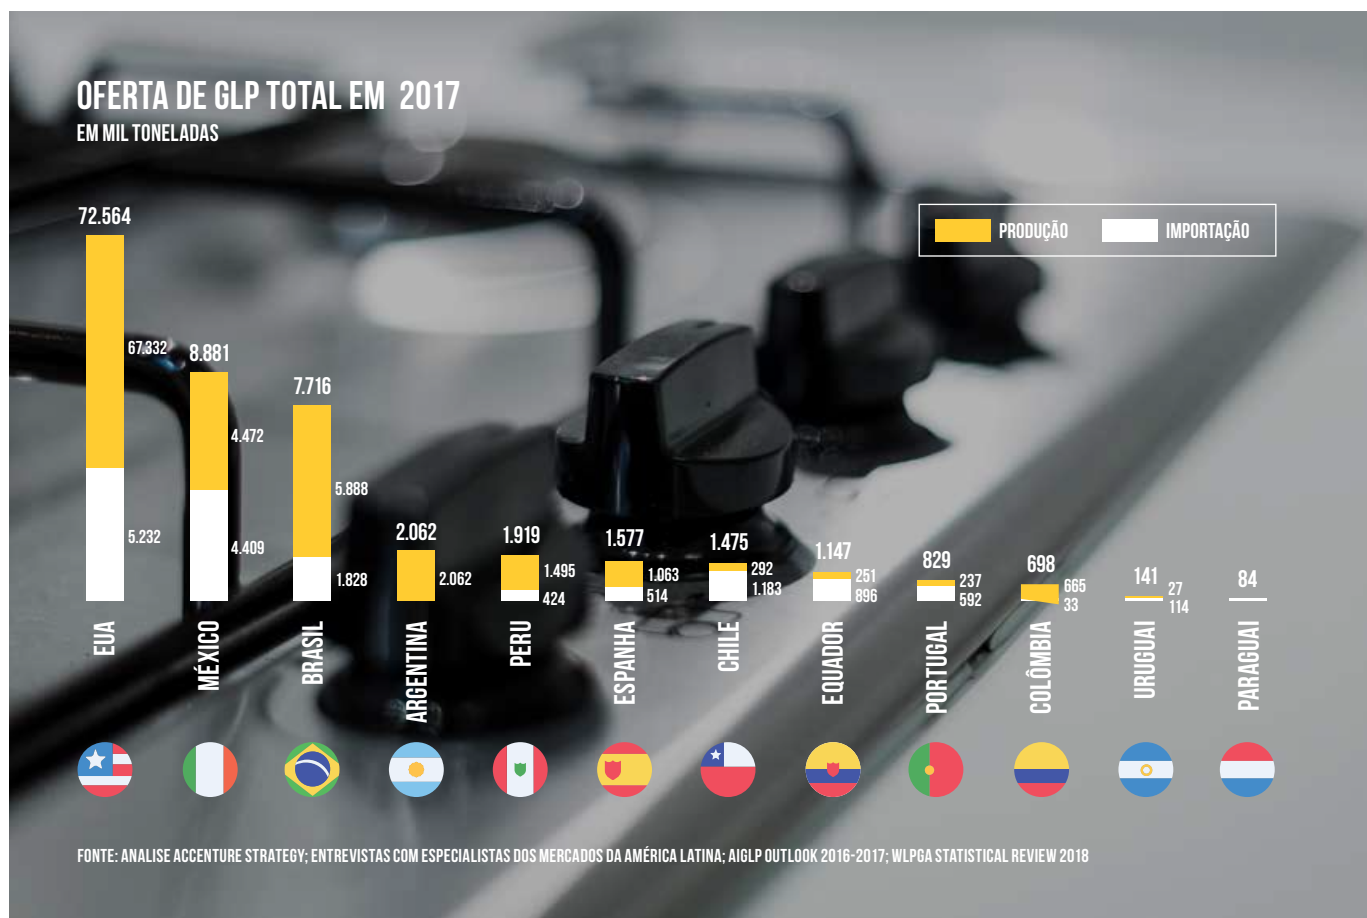 OFERTA DE GLP TOTAL EM 2017
EM MIL TONELADAS
PRODUÇÃO
IMPORTAÇÃO
72.564
67.332
5.232
8.881
4.472
4.409
7.716
5.888
1.828
2.062
2.062
1.919
1.495
424
1.577
1.063
514
1.475
292
1.183
1.147
251
896
829
237
592
698
665
33
141
27
114
84
EUA
MÉXICO
BRASIL
ARGENTINA
PERU
ESPANHA
CHILE
EQUADOR
PORTUGAL
COLÔMBIA
URUGUAI
PARAGUAI
FONTE: ANALISE ACCENTURE STRATEGY; ENTREVISTAS COM ESPECIALISTAS DOS MERCADOS DA AMÉRICA LATINA; AIGLP OUTLOOK 2016-2017; WLPGA STATISTICAL REVIEW 2018